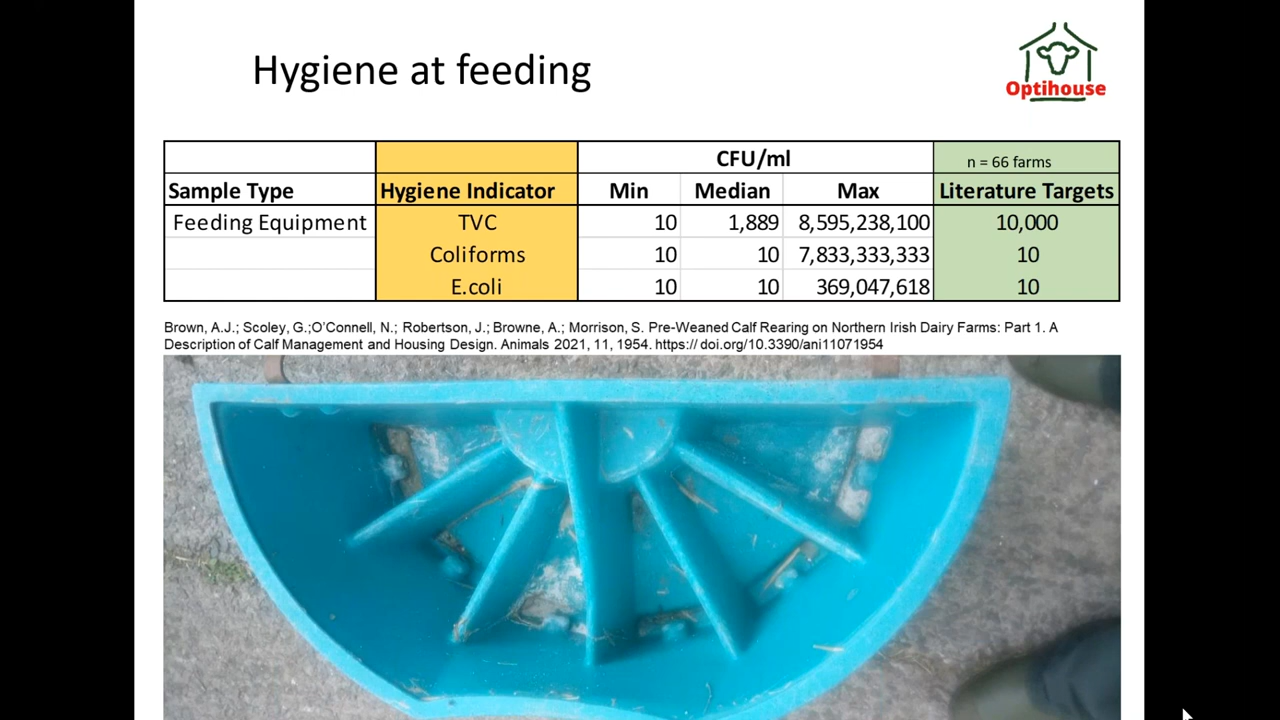 Hygiene at feeding
Optihouse
CFU/ml n = 66 farms
Sample Type Hygiene Indicator Min Median Max Literature Targets
Feeding Equipment TVC 10 1,889 8,595,238,100 10,000
Coliforms 10 10 7,833,333,333 10
E.coli 10 10 369,047,618 10
Brown, A.J.; Scoley, G.;O'Connell, N.; Robertson, J.; Browne, A.; Morrison, S. Pre-Weaned Calf Rearing on Northern Irish Dairy Farms: Part 1. A
Description of Calf Management and Housing Design. Animals 2021, 11, 1954. https:// doi.org/10.3390/ani11071954